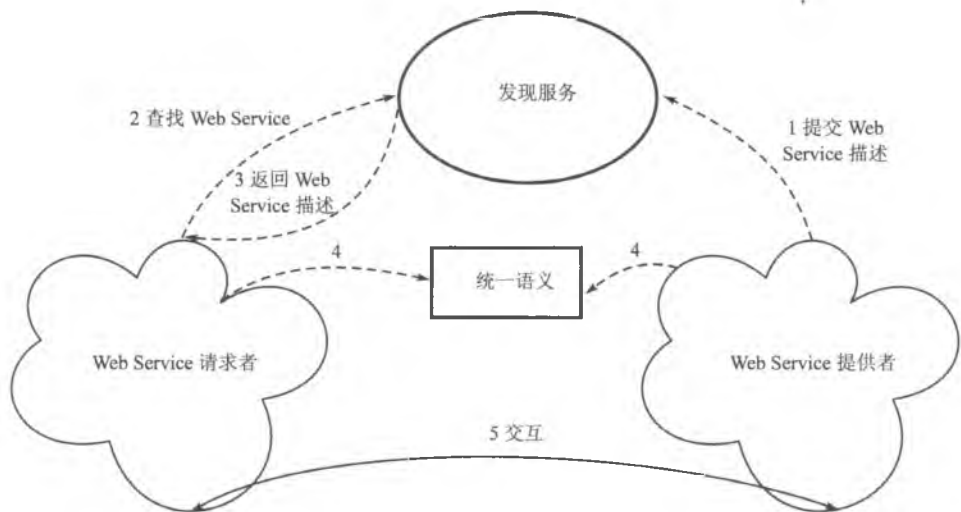 发现服务
2 查找 Web Service
1 提交 Web
Service 描述
3 返回 Web
Service 描述
4
4
统一语义
Web Service 请求者
Web Service 提供者
5 交互